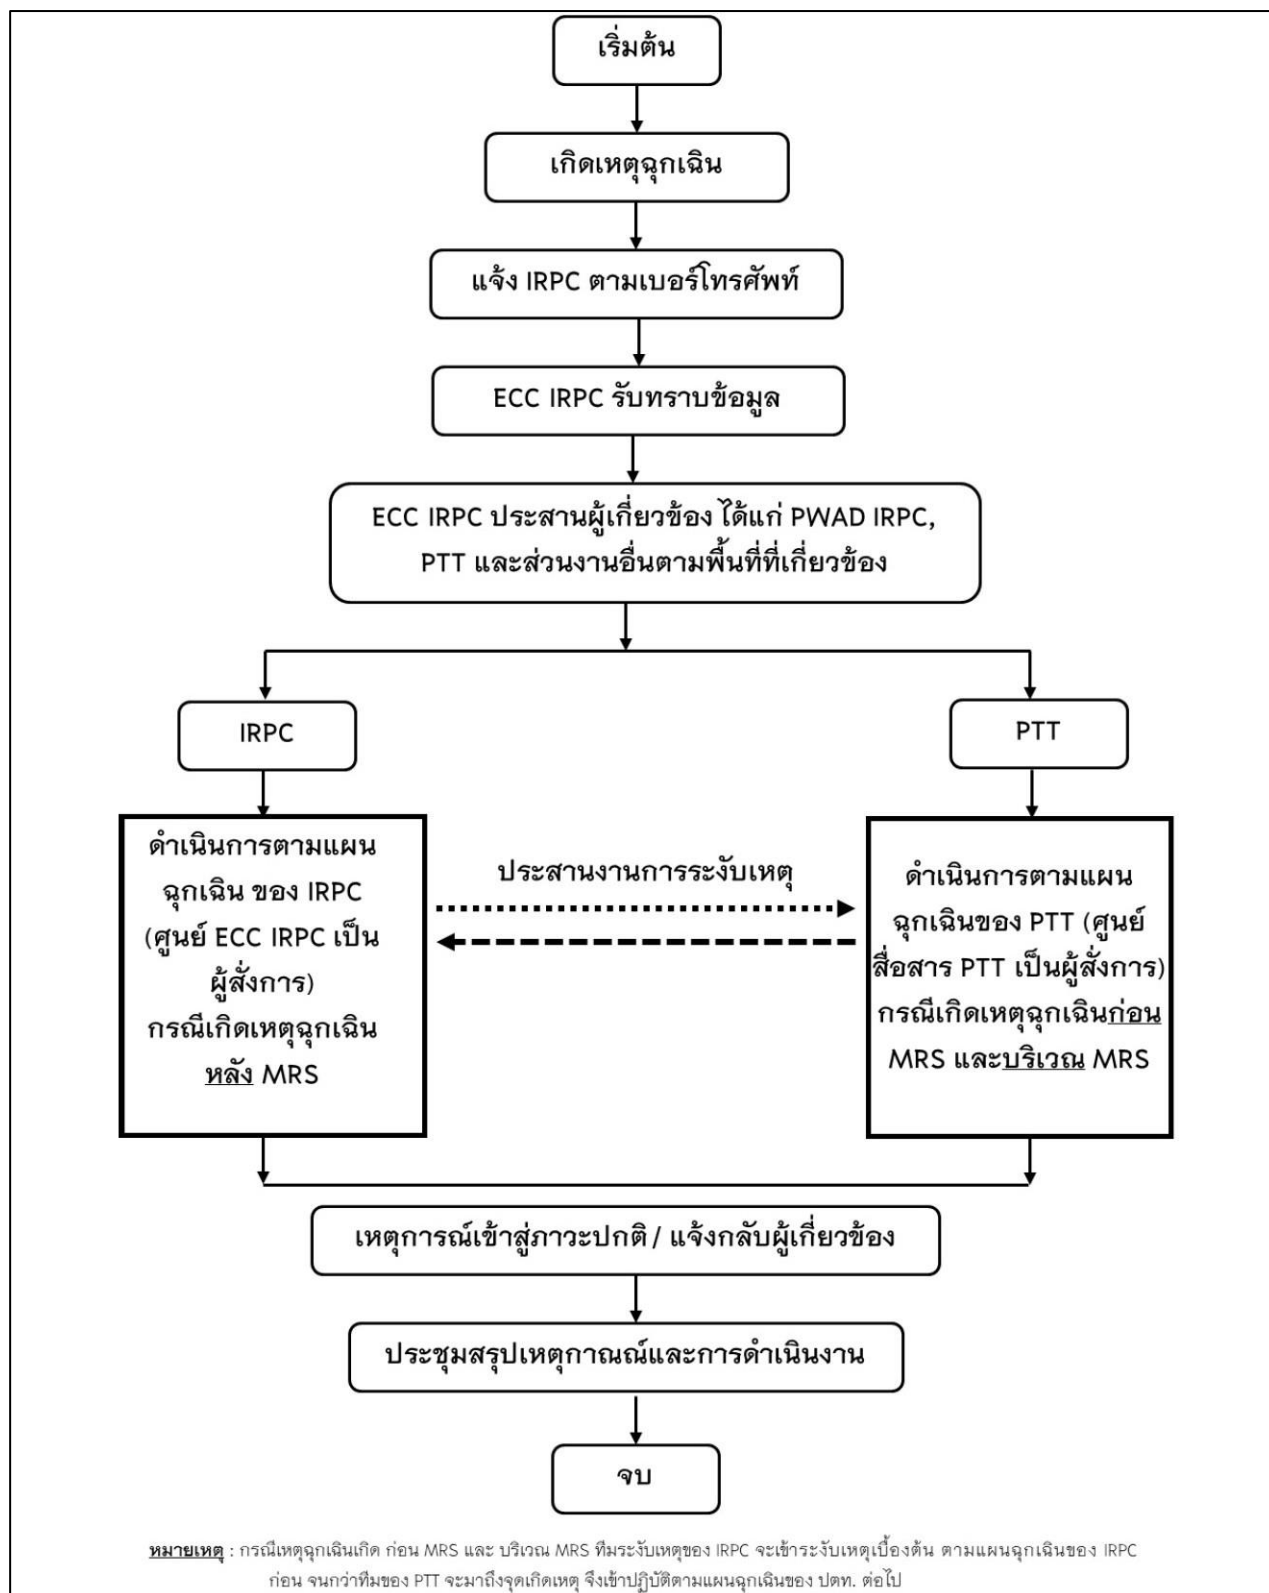 เริ่มต้น
เกิดเหตุฉุกเฉิน
แจ้ง IRPC ตามเบอร์โทรศัพท์
ECC IRPC รับทราบข้อมูล
ECC IRPC ประสานผู้เกี่ยวข้อง ได้แก่ PWAD IRPC,
PTT และส่วนงานอื่นตามพื้นที่ที่เกี่ยวข้อง
IRPC
PTT
ดำเนินการตามแผน
ฉุกเฉิน ของ IRPC
(ศูนย์ ECC IRPC เป็น
ผู้สั่งการ)
กรณีเกิดเหตุฉุกเฉิน
หลัง MRS
ประสานงานการระงับเหตุ
ดำเนินการตามแผน
ฉุกเฉินของ PTT (ศูนย์
สื่อสาร PTT เป็นผู้สั่งการ)
กรณีเกิดเหตุฉุกเฉินก่อน
MRS และบริเวณ MRS
เหตุการณ์เข้าสู่ภาวะปกติ / แจ้งกลับผู้เกี่ยวข้อง
ประชุมสรุปเหตุกาณณ์และการดำเนินงาน
จบ
หมายเหตุ : กรณีเหตุฉุกเฉินเกิด ก่อน MRS และ บริเวณ MRS ทีมระงับเหตุของ IRPC จะเข้าระงับเหตุเบื้องต้น ตามแผนฉุกเฉินของ IRPC
ก่อน จนกว่าทีมของ PTT จะมาถึงจุดเกิดเหตุ จึงเข้าปฏิบัติตามแผนฉุกเฉินของ ปตท. ต่อไป